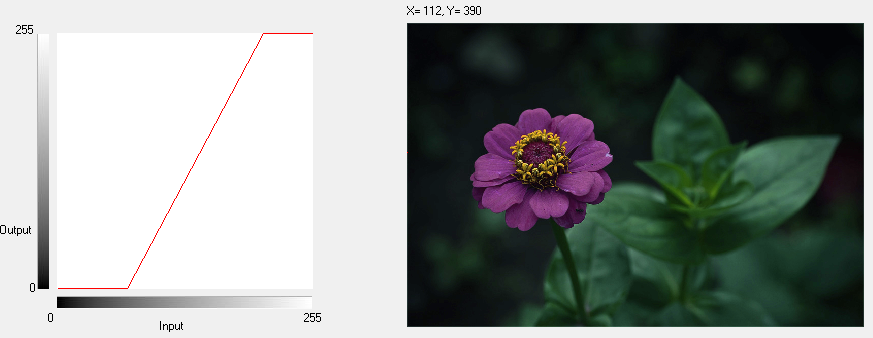 X= 112, Y= 390
255
Output
0
0
255
Input